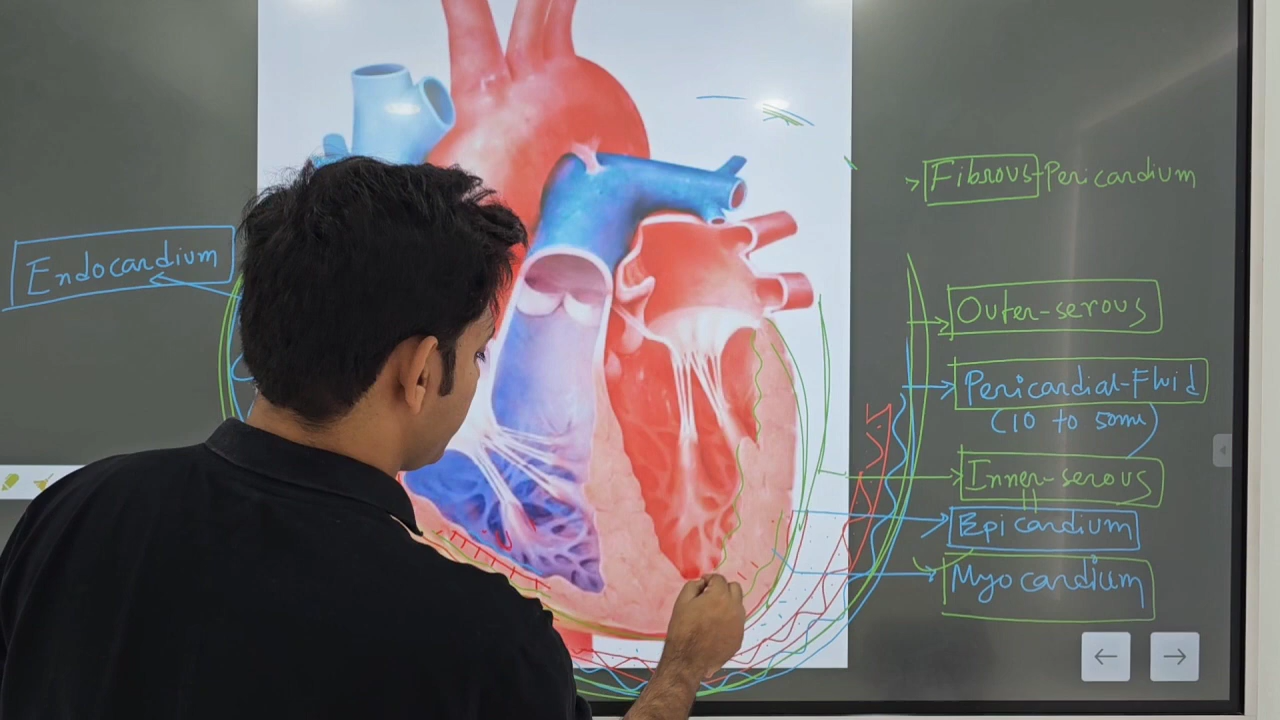 Fibrous-Pericardium
Endocardium
Outer-serous
Pericardial-Fluid
(10 to 50ml)
Inner-serous
Epicardium
Myocardium